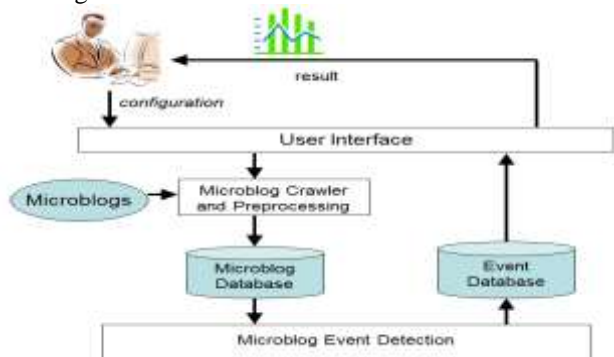 result
configuration
User Interface
Microblogs
Microblog Crawler
and Preprocessing
Microblog
Database
Event
Database
Microblog Event Detection